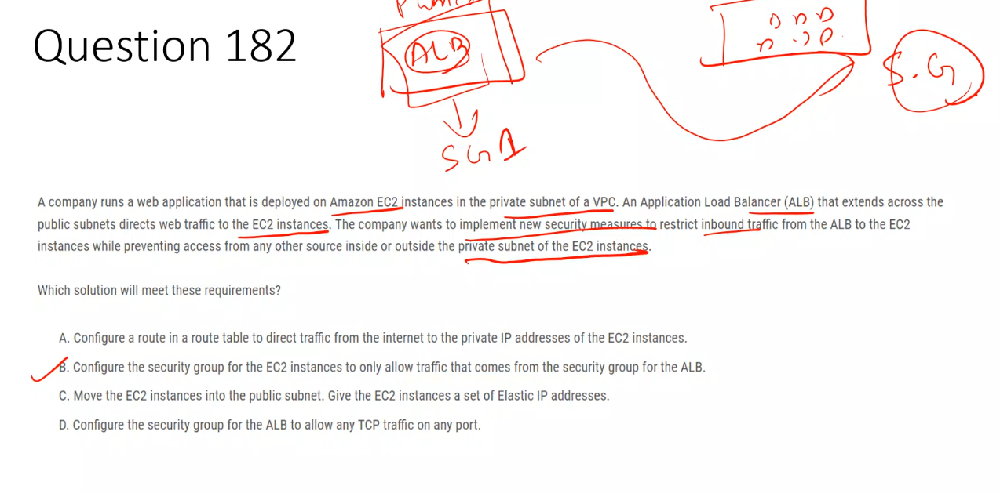 Question 182
ALB
S.G
SG1
A company runs a web application that is deployed on Amazon EC2 instances in the private subnet of a VPC. An Application Load Balancer (ALB) that extends across the
public subnets directs web traffic to the EC2 instances. The company wants to implement new security measures to restrict inbound traffic from the ALB to the EC2
instances while preventing access from any other source inside or outside the private subnet of the EC2 instances.
Which solution will meet these requirements?
A. Configure a route in a route table to direct traffic from the internet to the private IP addresses of the EC2 instances.
B. Configure the security group for the EC2 instances to only allow traffic that comes from the security group for the ALB.
C. Move the EC2 instances into the public subnet. Give the EC2 instances a set of Elastic IP addresses.
D. Configure the security group for the ALB to allow any TCP traffic on any port.